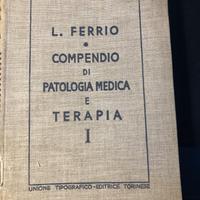 L. FERRIO
COMPENDIO
DI
PATOLOGIA MEDICA
E
TERAPIA
I
UNIONE TIPOGRAFICO-EDITRICE TORINESE